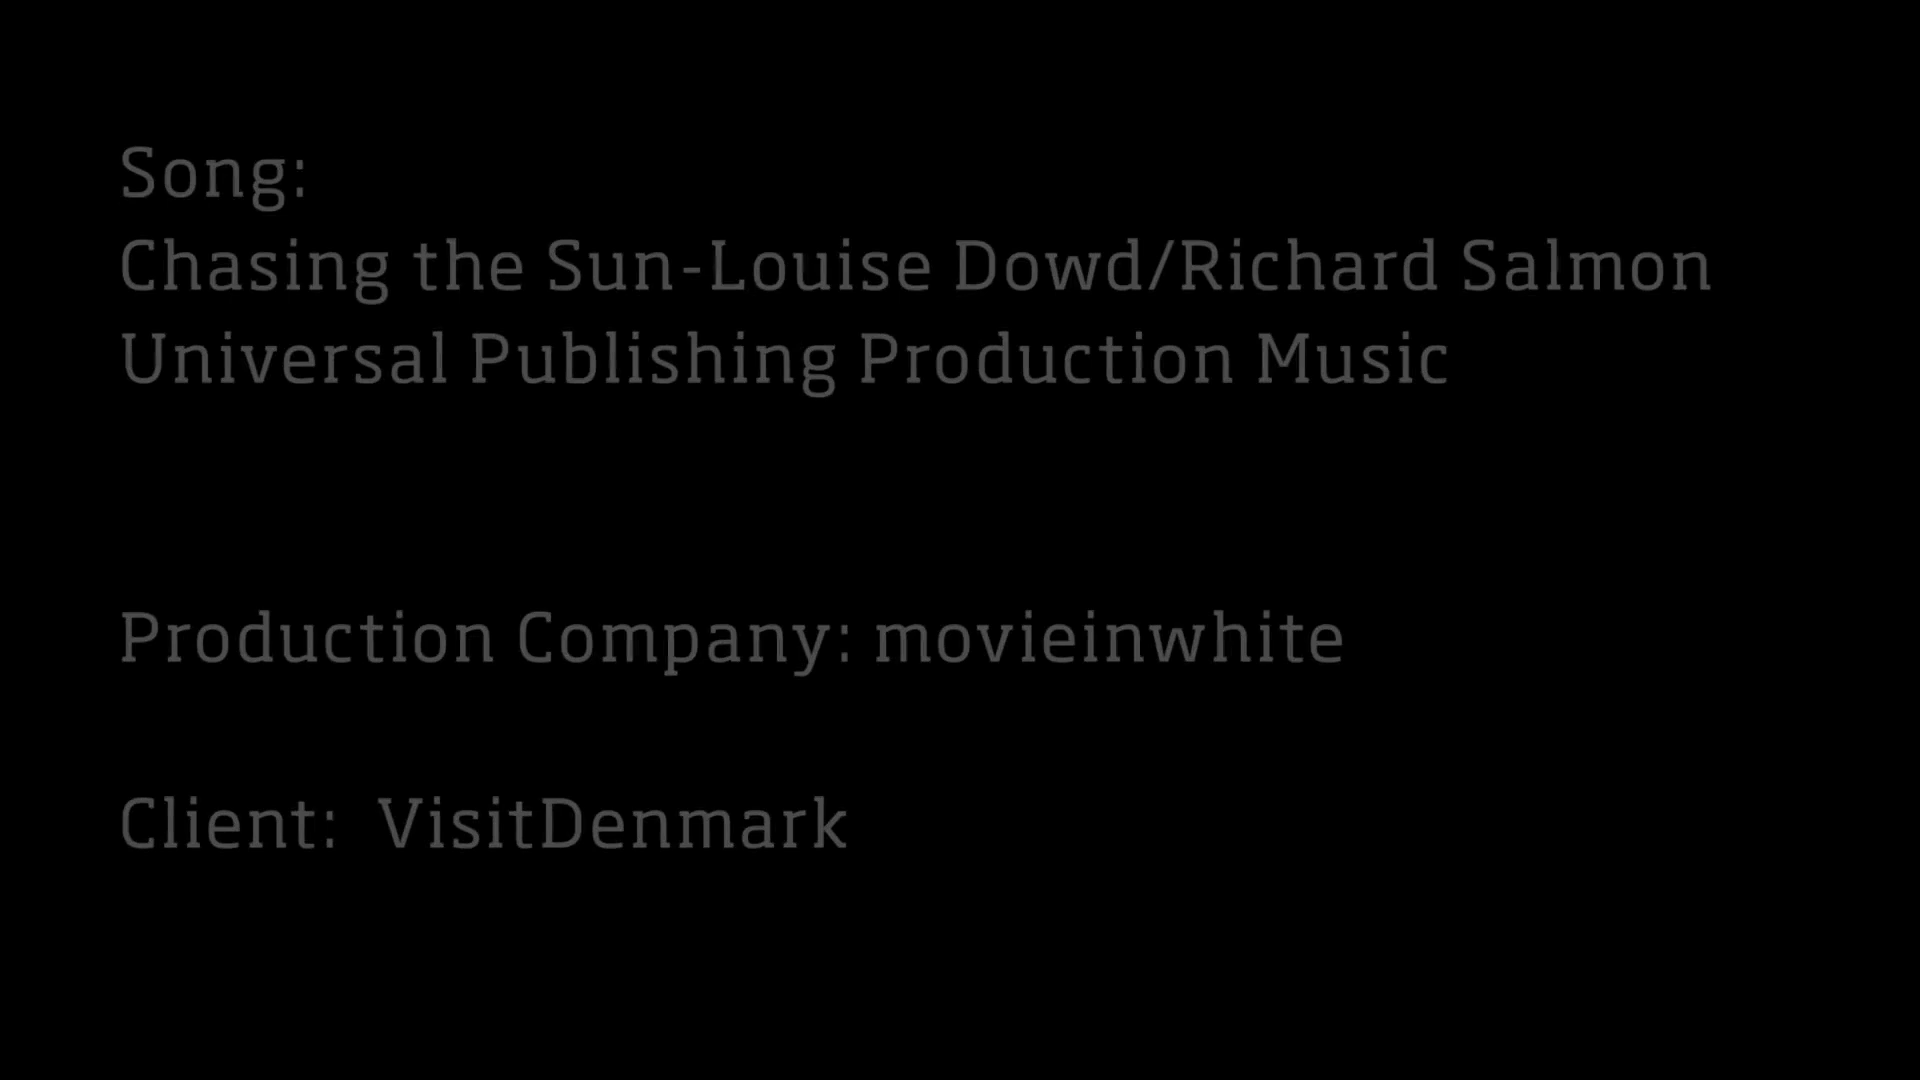 Song:
Chasing the Sun-Louise Dowd/Richard Salmon
Universal Publishing Production Music
Production Company: movieinwhite
Client:  VisitDenmark